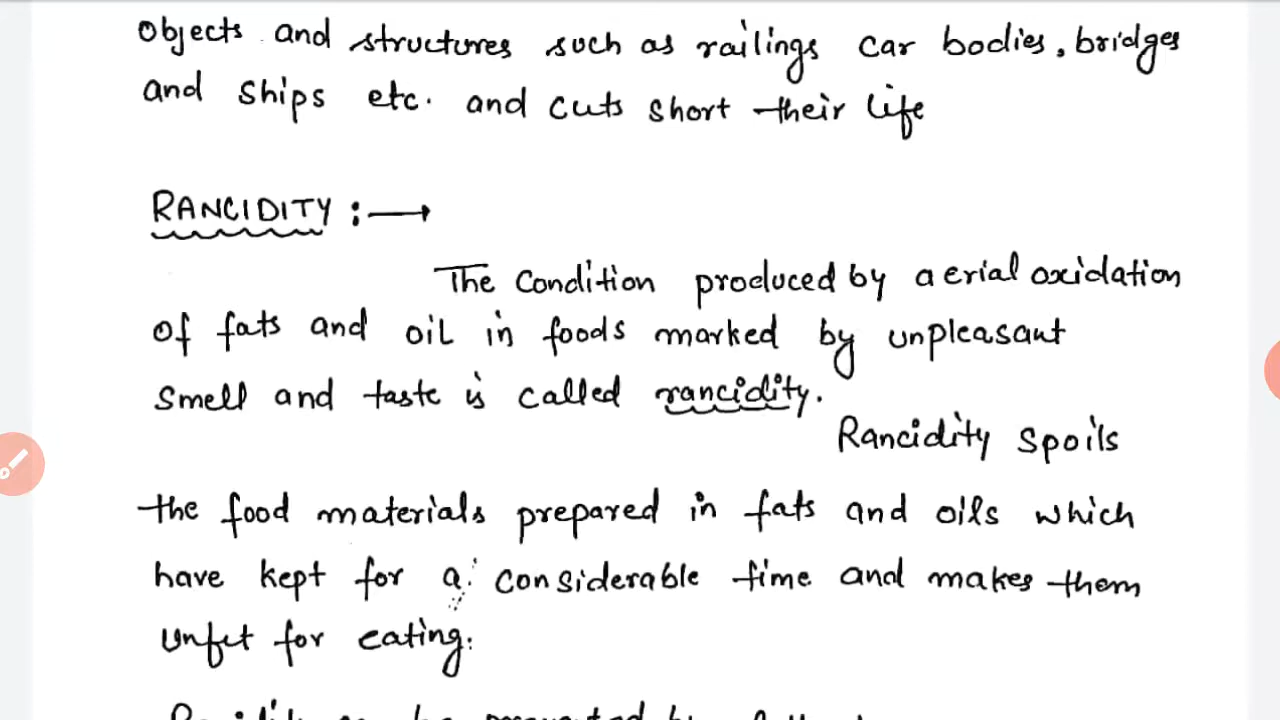 Objects and structures such as railings car bodies, bridges
and ships etc. and cuts short their life
RANCIDITY :→
The Condition produced by aerial oxidation
of fats and oil in foods marked by unpleasant
smell and taste is called rancidity.
Rancidity spoils
the food materials prepared in fats and oils which
have kept for a considerable time and makes them
unfit for eating.